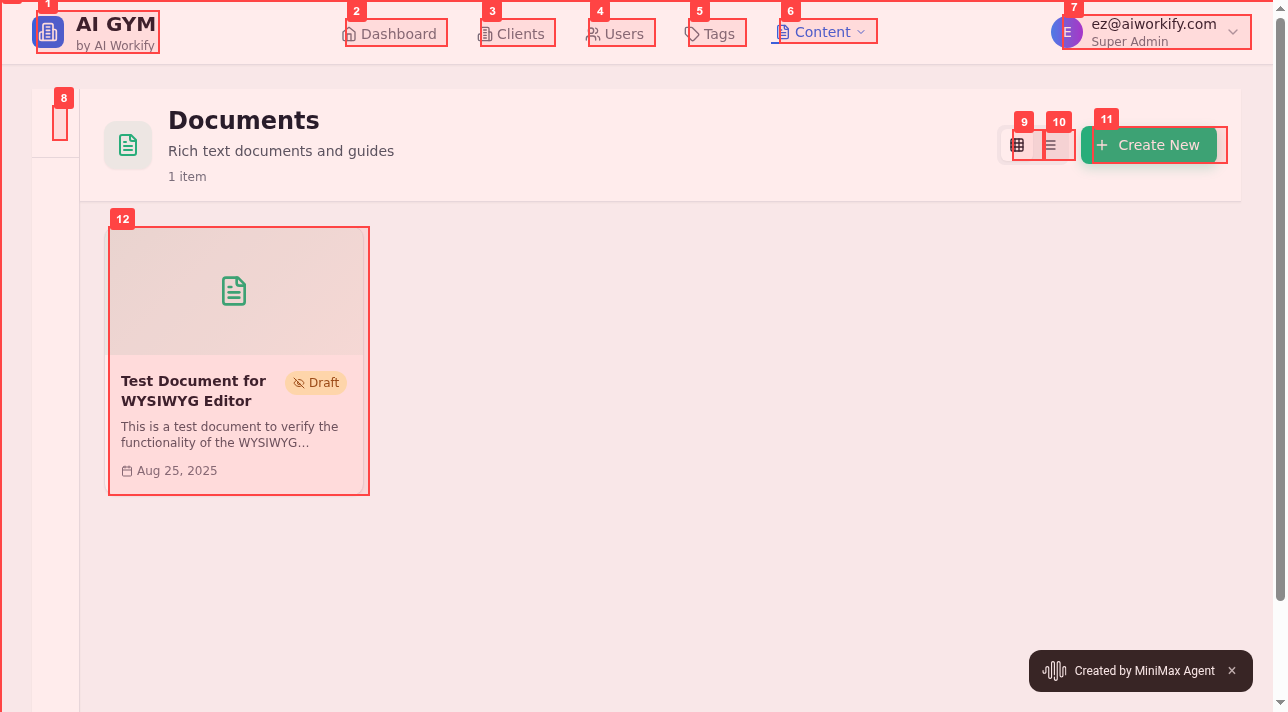 1
2
3
4
5
6
7
AI GYM
by AI Workify
Dashboard
Clients
Users
Tags
Content
E
ez@aiworkify.com
Super Admin
8
Documents
Rich text documents and guides
1 item
9
10
11
Create New
12
Test Document for
WYSIWYG Editor
Draft
This is a test document to verify the
functionality of the WYSIWYG...
Aug 25, 2025
Created by MiniMax Agent ×